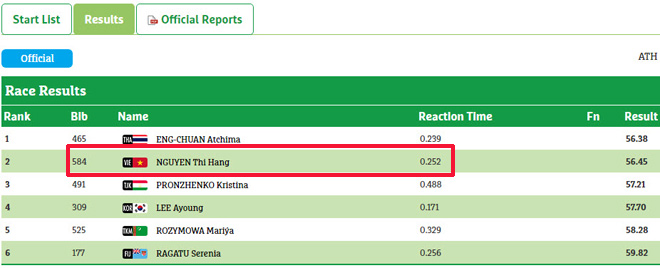 Start List Results Official Reports
Official ATH
Race Results
Rank Bib Name Reaction Time Fn Result
1 465 THA ENG-CHUAN Atchima 0.239 56.38
2 584 VIE NGUYEN Thi Hang 0.252 56.45
3 491 TJK PRONZHENKO Kristina 0.488 57.21
4 309 KOR LEE Ayoung 0.171 57.70
5 525 TKM ROZYMOWA Mariýa 0.329 58.28
6 177 FIJ RAGATU Serenia 0.256 59.82